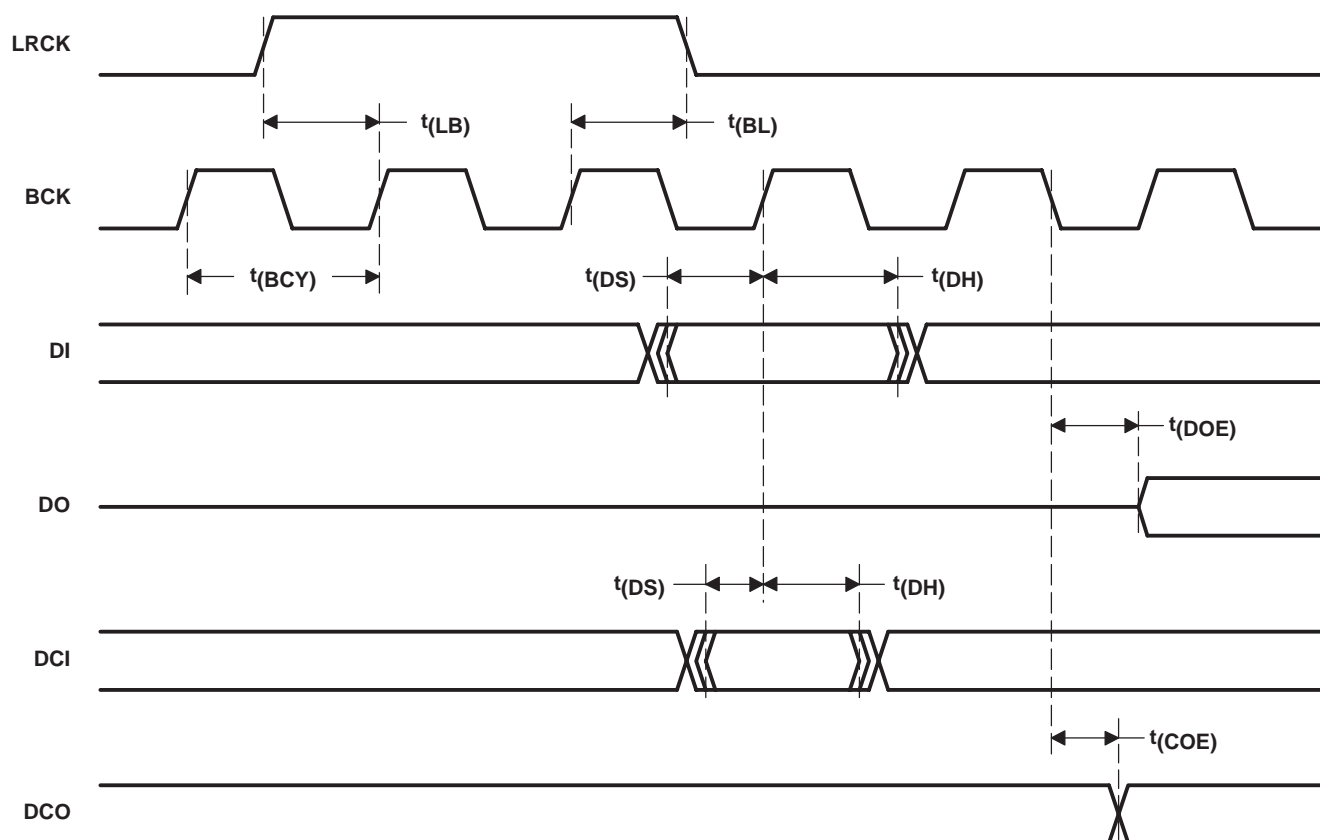 LRCK
t(LB)
t(BL)
BCK
t(BCY)
t(DS)
t(DH)
DI
t(DOE)
DO
t(DS)
t(DH)
DCI
t(COE)
DCO